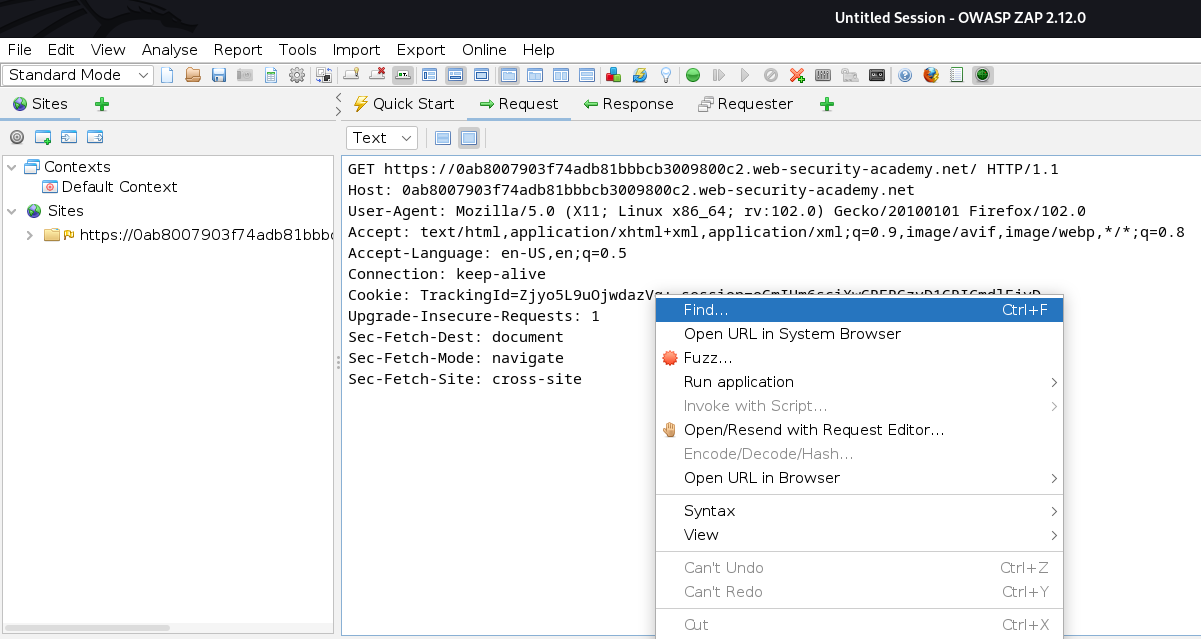 Untitled Session - OWASP ZAP 2.12.0
File Edit View Analyse Report Tools Import Export Online Help
Standard Mode
Sites
Quick Start
Request
Response
Requester
Text
Contexts
Default Context
Sites
https://0ab8007903f74adb81bbb
GET https://0ab8007903f74adb81bbbcb3009800c2.web-security-academy.net/ HTTP/1.1
Host: 0ab8007903f74adb81bbbcb3009800c2.web-security-academy.net
User-Agent: Mozilla/5.0 (X11; Linux x86_64; rv:102.0) Gecko/20100101 Firefox/102.0
Accept: text/html,application/xhtml+xml,application/xml;q=0.9,image/avif,image/webp,*/*;q=0.8
Accept-Language: en-US,en;q=0.5
Connection: keep-alive
Cookie: TrackingId=Zjyo5L9uOjwdazV
Upgrade-Insecure-Requests: 1
Sec-Fetch-Dest: document
Sec-Fetch-Mode: navigate
Sec-Fetch-Site: cross-site
Find... Ctrl+F
Open URL in System Browser
Fuzz...
Run application
Invoke with Script...
Open/Resend with Request Editor...
Encode/Decode/Hash...
Open URL in Browser
Syntax
View
Can't Undo Ctrl+Z
Can't Redo Ctrl+Y
Cut Ctrl+X